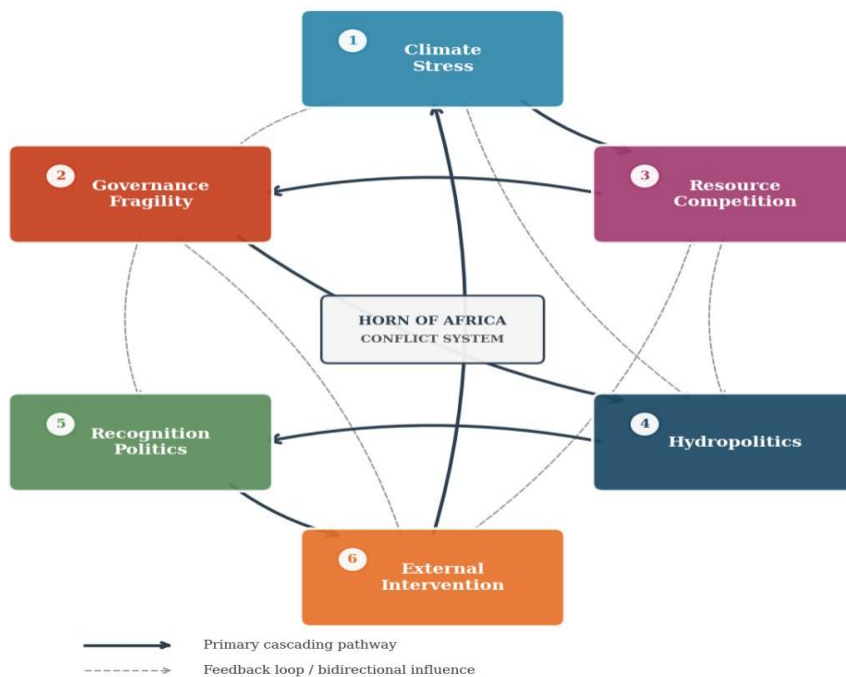 1
Climate
Stress
2
Governance
Fragility
3
Resource
Competition
HORN OF AFRICA
CONFLICT SYSTEM
5
Recognition
Politics
4
Hydropolitics
6
External
Intervention
Primary cascading pathway
Feedback loop / bidirectional influence